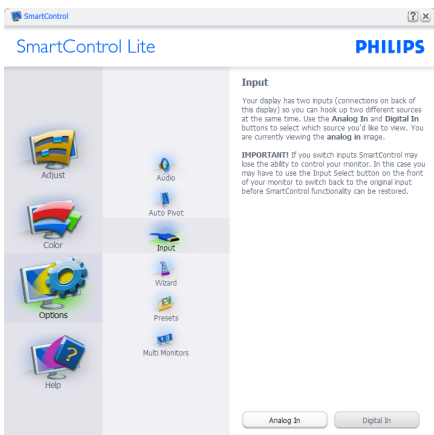 SmartControl
SmartControl Lite
PHILIPS
Adjust
Color
Options
Help
Audio
Auto Pivot
Input
Wizard
Presets
Multi Monitors
Input
Your display has two inputs (connections on back of
this display) so you can hook up two different sources
at the same time. Use the Analog In and Digital In
buttons to select which source you'd like to view. You
are currently viewing the analog in image.
IMPORTANT! If you switch inputs SmartControl may
lose the ability to control your monitor. In this case you
may have to use the Input Select button on the front
of your monitor to switch back to the original input
before SmartControl functionality can be restored.
Analog In
Digital In